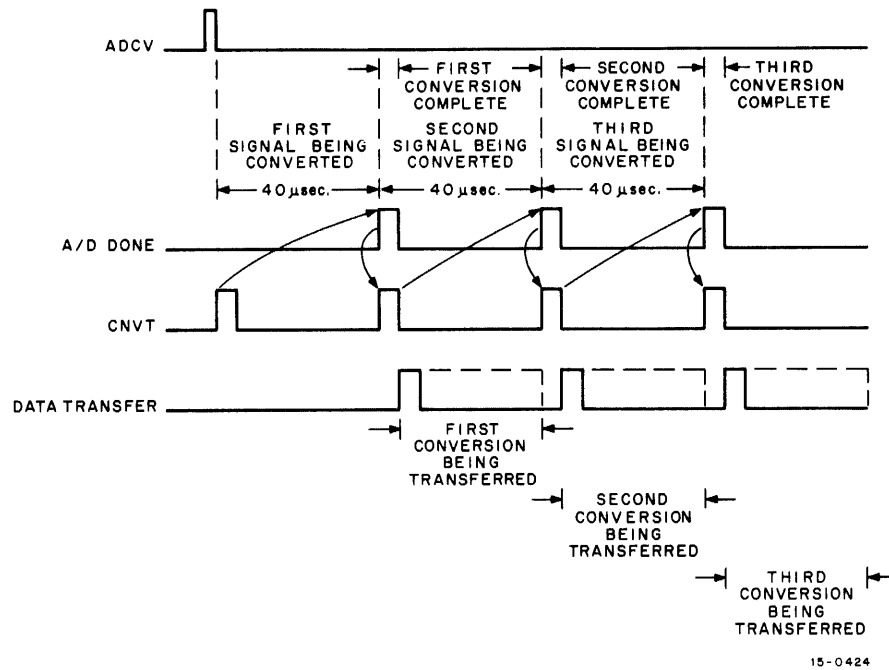 ADCV
FIRST
CONVERSION
COMPLETE
SECOND
CONVERSION
COMPLETE
THIRD
CONVERSION
COMPLETE
FIRST
SIGNAL BEING
CONVERTED
SECOND
SIGNAL BEING
CONVERTED
THIRD
SIGNAL BEING
CONVERTED
40 μsec.
40 μsec.
40 μsec.
A/D DONE
CNVT
DATA TRANSFER
FIRST
CONVERSION
BEING
TRANSFERRED
SECOND
CONVERSION
BEING
TRANSFERRED
THIRD
CONVERSION
BEING
TRANSFERRED
15-0424